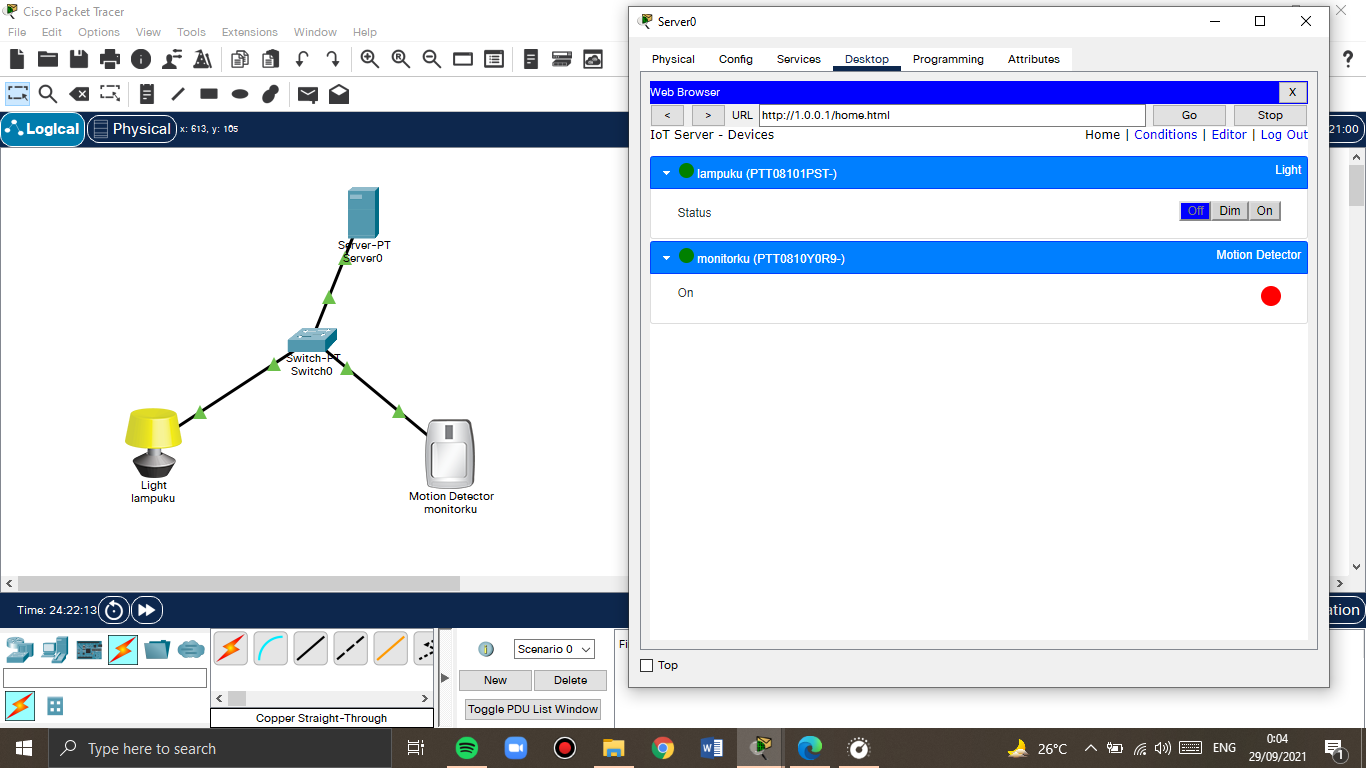 Cisco Packet Tracer
File Edit Options View Tools Extensions Window Help
?
Logical Physical x: 613, y: 105
21:00
Server-PT
Server0
Switch-PT
Switch0
Light
lampuku
Motion Detector
monitorku
Server0
Physical Config Services Desktop Programming Attributes
Web Browser X
< > URL http://1.0.0.1/home.html Go Stop
IoT Server - Devices Home | Conditions | Editor | Log Out
lampuku (PTT08101PST-) Light
Status Off Dim On
monitorku (PTT0810Y0R9-) Motion Detector
On
Top
Time: 24:22:13
Scenario 0
New Delete
Toggle PDU List Window
Copper Straight-Through
Type here to search
26°C ENG 0:04
29/09/2021
1